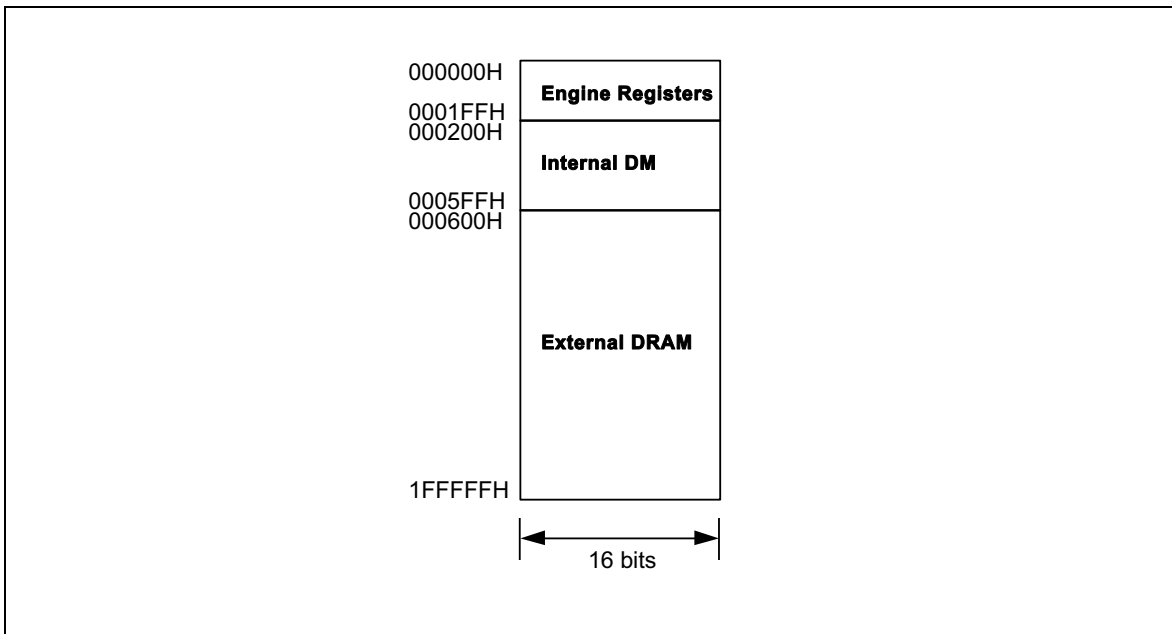 000000H
Engine Registers
0001FFH
000200H
Internal DM
0005FFH
000600H
External DRAM
1FFFFFH
16 bits